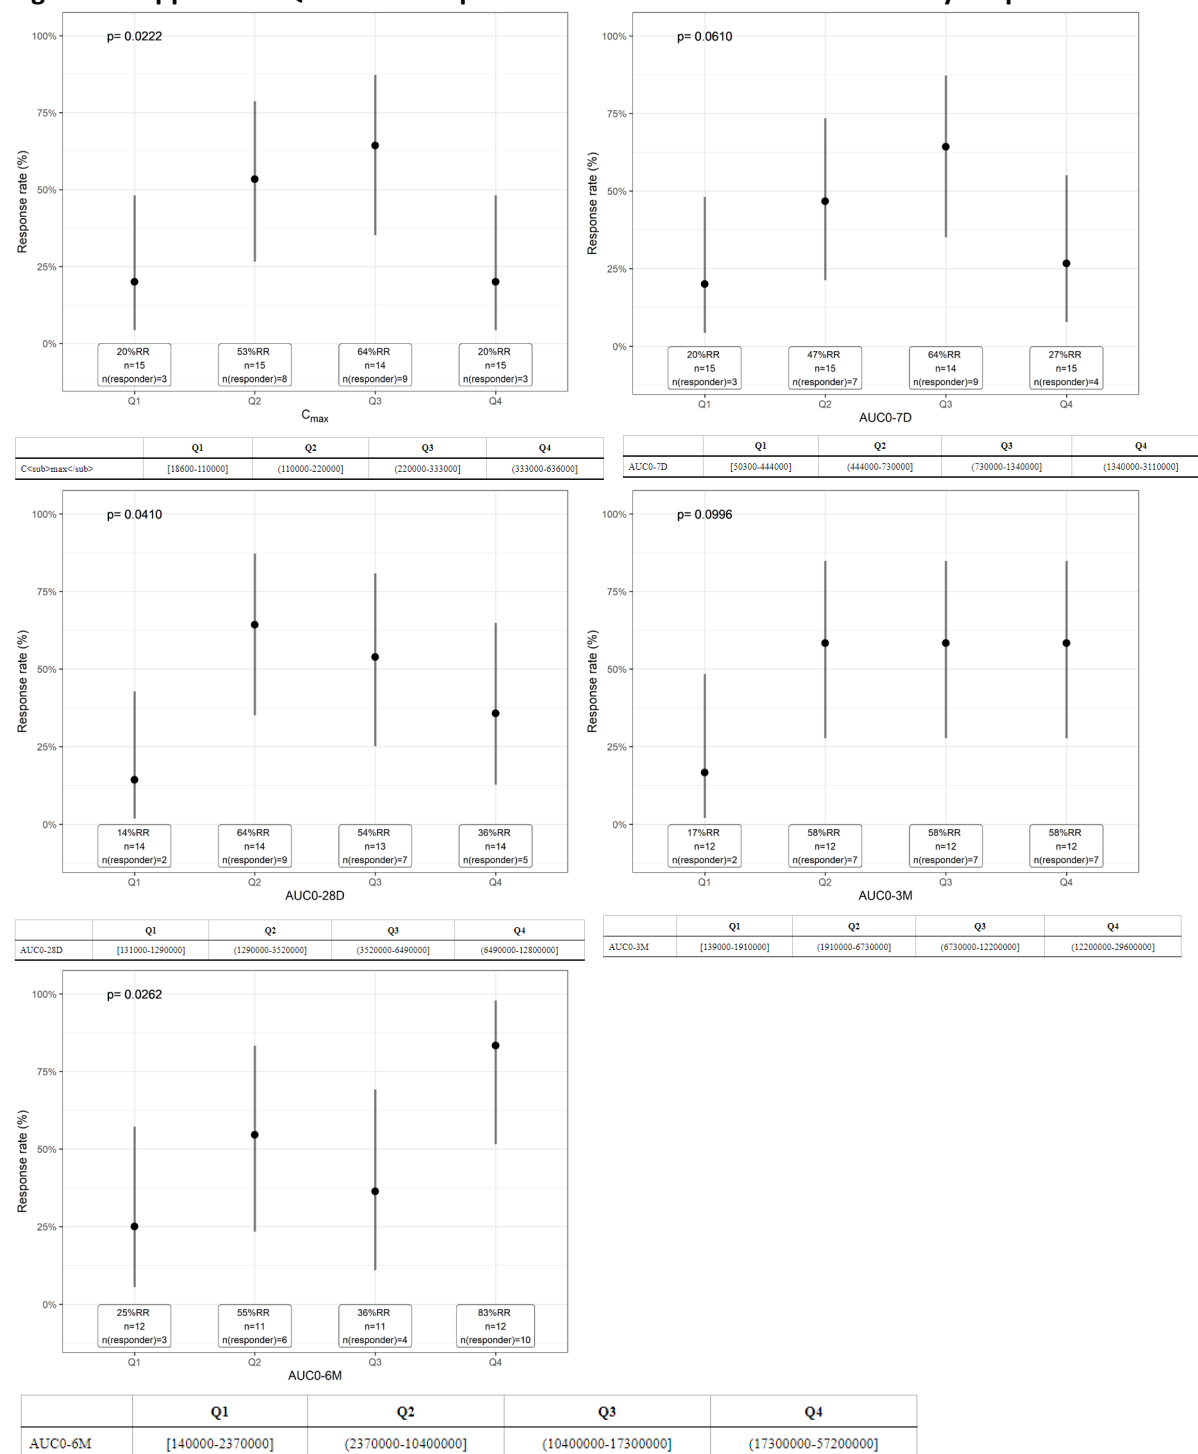 p= 0.0222
100%
75%
50%
25%
0%
Response rate (%)
20%RR
n=15
n(responder)=3
53%RR
n=15
n(responder)=8
64%RR
n=14
n(responder)=9
20%RR
n=15
n(responder)=3
Q1 Q2 Q3 Q4
Cmax
p= 0.0610
100%
75%
50%
25%
0%
Response rate (%)
20%RR
n=15
n(responder)=3
47%RR
n=15
n(responder)=7
64%RR
n=14
n(responder)=9
27%RR
n=15
n(responder)=4
Q1 Q2 Q3 Q4
AUC0-7D
Q1 Q2 Q3 Q4
C<sub>max</sub> [18600-110000] (110000-220000] (220000-333000] (333000-636000]
Q1 Q2 Q3 Q4
AUC0-7D [50300-444000] (444000-730000] (730000-1340000] (1340000-3110000]
p= 0.0410
100%
75%
50%
25%
0%
Response rate (%)
14%RR
n=14
n(responder)=2
64%RR
n=14
n(responder)=9
54%RR
n=13
n(responder)=7
36%RR
n=14
n(responder)=5
Q1 Q2 Q3 Q4
AUC0-28D
p= 0.0996
100%
75%
50%
25%
0%
Response rate (%)
17%RR
n=12
n(responder)=2
58%RR
n=12
n(responder)=7
58%RR
n=12
n(responder)=7
58%RR
n=12
n(responder)=7
Q1 Q2 Q3 Q4
AUC0-3M
Q1 Q2 Q3 Q4
AUC0-28D [131000-1290000] (1290000-3520000] (3520000-6490000] (6490000-12800000]
Q1 Q2 Q3 Q4
AUC0-3M [139000-1910000] (1910000-6730000] (6730000-12200000] (12200000-29600000]
p= 0.0262
100%
75%
50%
25%
0%
Response rate (%)
25%RR
n=12
n(responder)=3
55%RR
n=11
n(responder)=6
36%RR
n=11
n(responder)=4
83%RR
n=12
n(responder)=10
Q1 Q2 Q3 Q4
AUC0-6M
Q1 Q2 Q3 Q4
AUC0-6M [140000-2370000] (2370000-10400000] (10400000-17300000] (17300000-57200000]